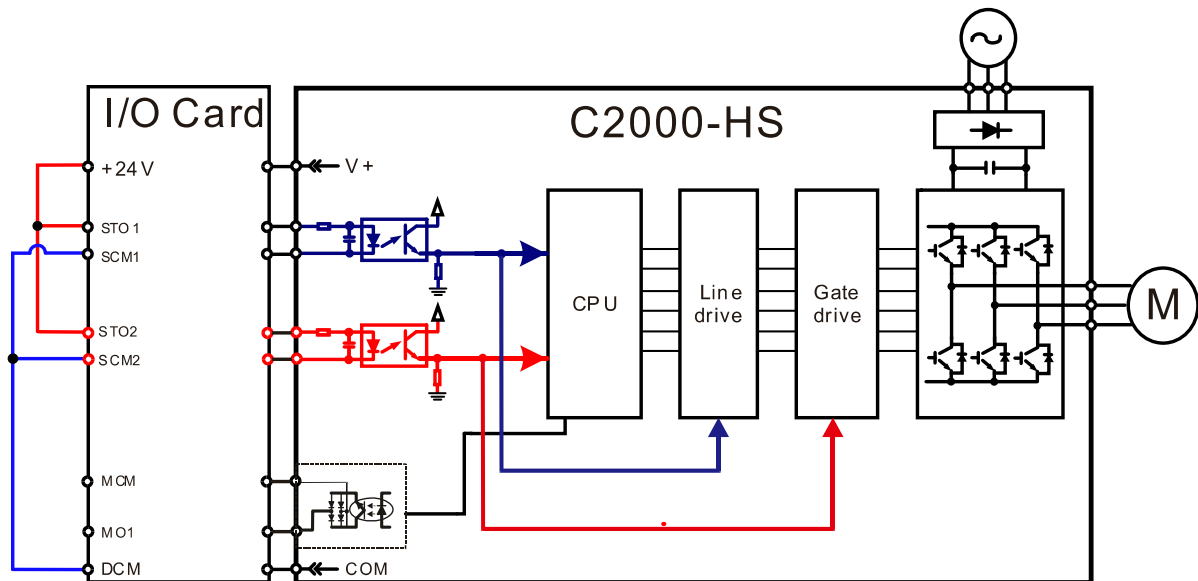 I/O Card
C2000-HS
+24V
V+
STO1
SCM1
STO2
SCM2
CPU
Line
drive
Gate
drive
M
MCM
MO1
DCM
COM